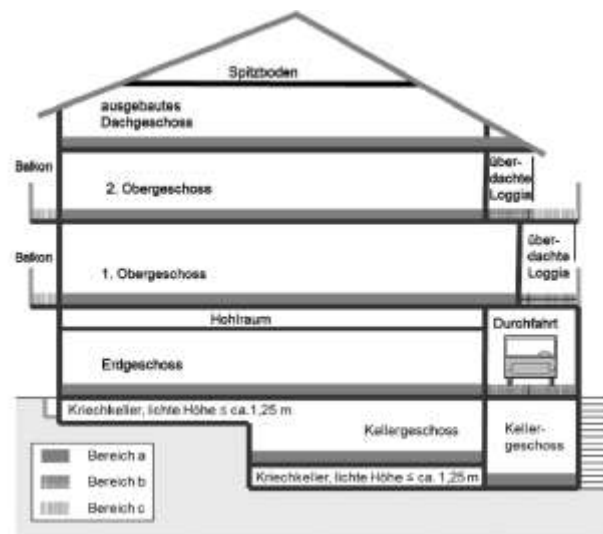 Spitzboden
ausgebautes
Dachgeschoss
Balkon
2. Obergeschoss
über-
dachte
Loggia
Balkon
1. Obergeschoss
über-
dachte
Loggia
Hohlraum
Durchfahrt
Erdgeschoss
Kriechkeller, lichte Höhe ≤ ca. 1,25 m
Kellergeschoss
Keller-
geschoss
Kriechkeller, lichte Höhe ≤ ca. 1,25 m
Bereich a
Bereich b
Bereich c